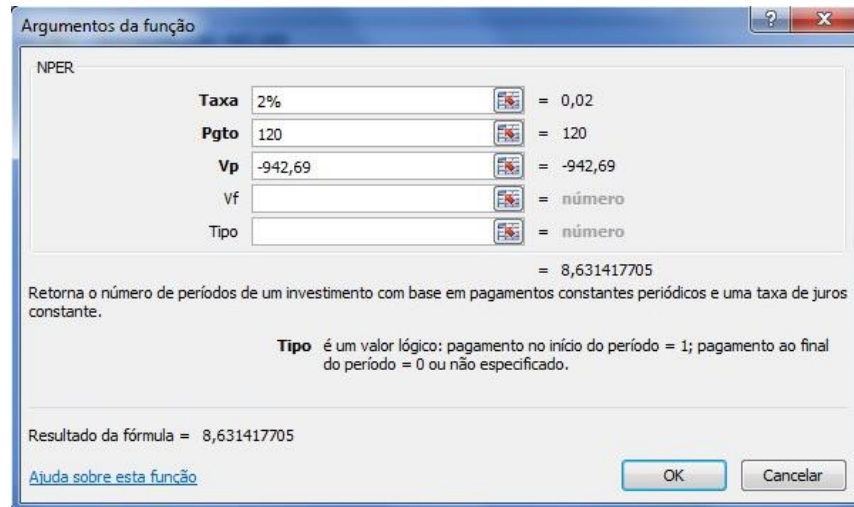 Argumentos da função
NPER
Taxa 2% = 0,02
Pgto 120 = 120
Vp -942,69 = -942,69
Vf = número
Tipo = número
= 8,631417705
Retorna o número de períodos de um investimento com base em pagamentos constantes periódicos e uma taxa de juros
constante.
Tipo é um valor lógico: pagamento no início do período = 1; pagamento ao final
do período = 0 ou não especificado.
Resultado da fórmula = 8,631417705
Ajuda sobre esta função
OK Cancelar